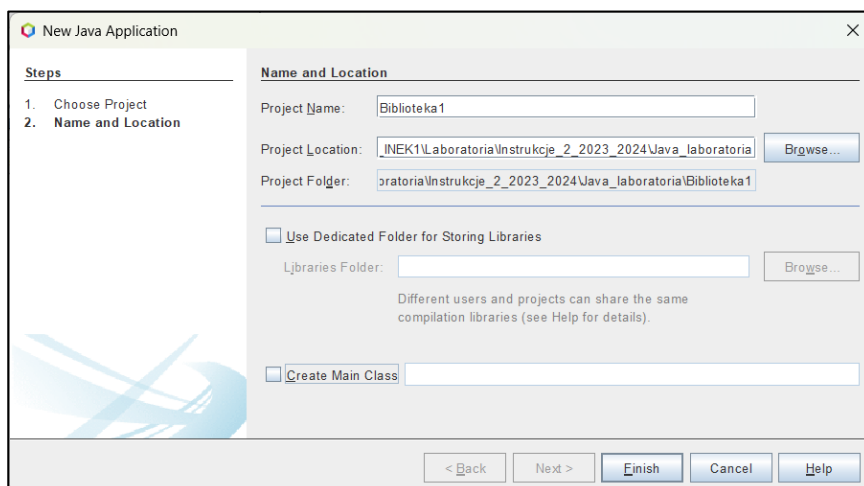 New Java Application
Steps
1. Choose Project
2. Name and Location
Name and Location
Project Name: Biblioteka1
Project Location: _INEK1\Laboratoria\Instrukcje_2_2023_2024\Java_laboratoria Browse...
Project Folder: oratoria\Instrukcje_2_2023_2024\Java_laboratoria\Biblioteka1
Use Dedicated Folder for Storing Libraries
Libraries Folder: Browse...
Different users and projects can share the same
compilation libraries (see Help for details).
Create Main Class
< Back Next > Finish Cancel Help